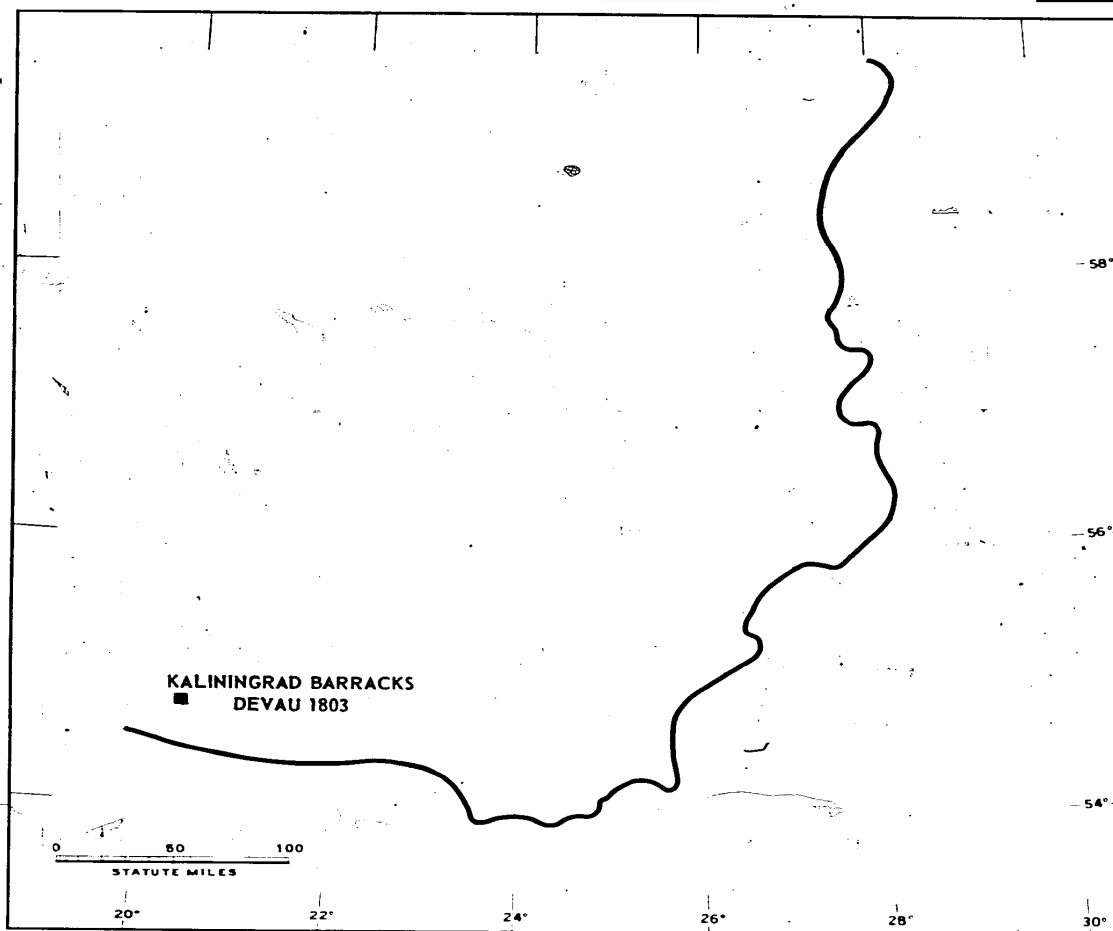 58°
56°
KALININGRAD BARRACKS
DEVAU 1803
54°
0 50 100
STATUTE MILES
20° 22° 24° 26° 28° 30°